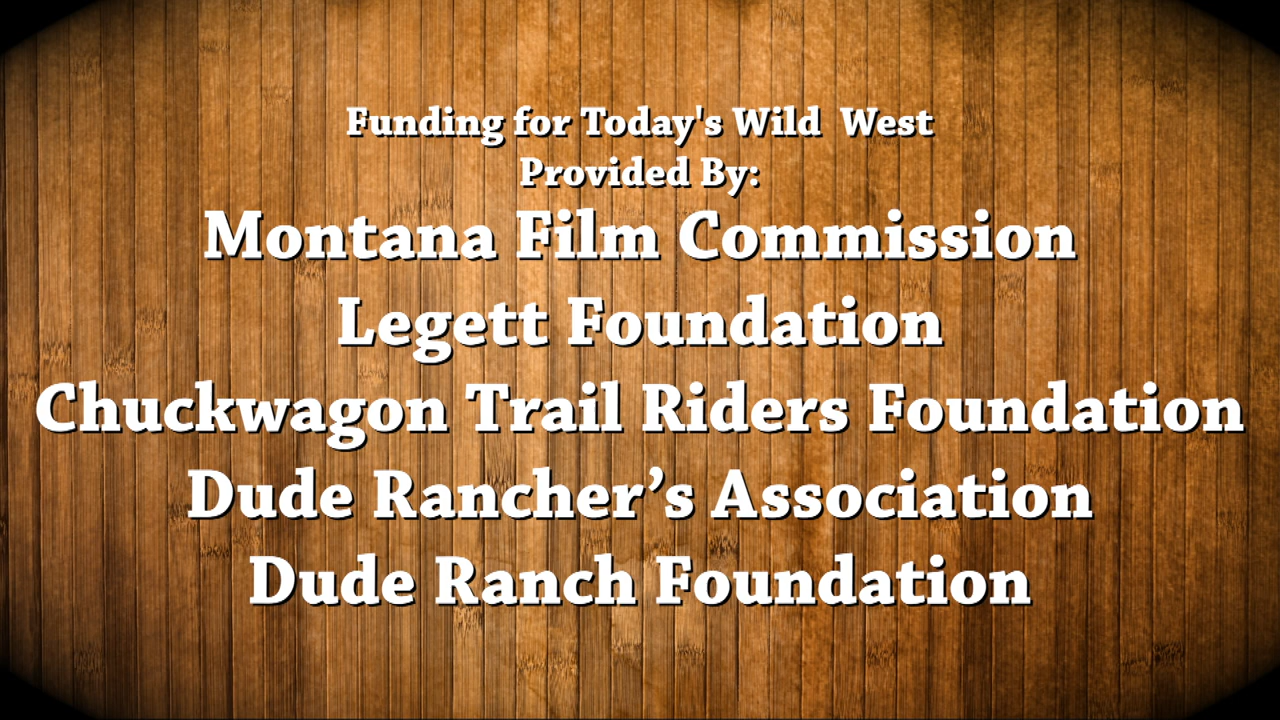 Funding for Today's Wild  West
Provided By:
Montana Film Commission
Legett Foundation
Chuckwagon Trail Riders Foundation
Dude Rancher’s Association
Dude Ranch Foundation